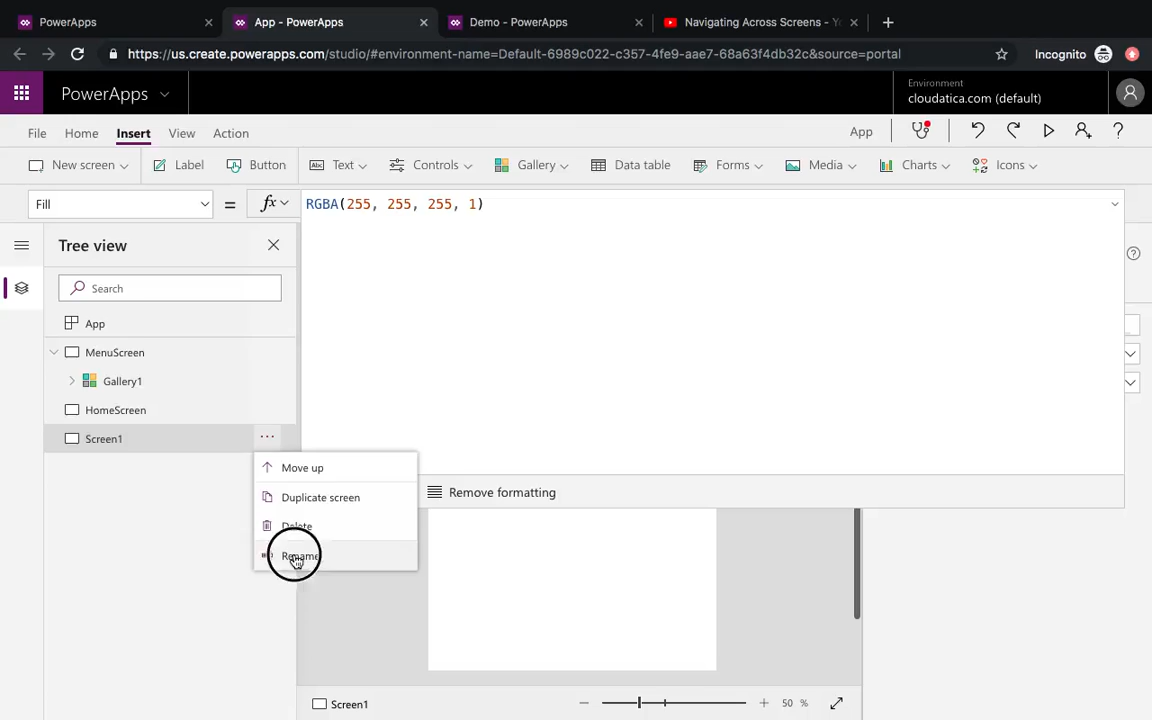 PowerApps
App - PowerApps
Demo - PowerApps
Navigating Across Screens - Y
https://us.create.powerapps.com/studio/#environment-name=Default-6989c022-c357-4fe9-aae7-68a63f4db32c&source=portal
Incognito
PowerApps
Environment
cloudatica.com (default)
File Home Insert View Action
App
New screen Label Button Text Controls Gallery Data table Forms Media Charts Icons
Fill = fx RGBA(255, 255, 255, 1)
Tree view
Search
App
MenuScreen
Gallery1
HomeScreen
Screen1
Move up
Duplicate screen
Delete
Rename
Remove formatting
Screen1
50 %